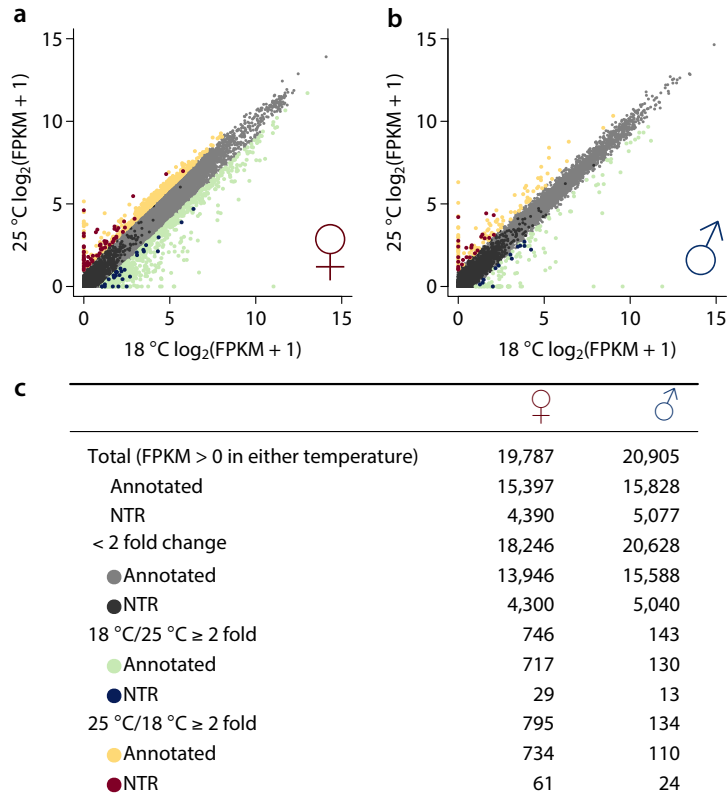 a
15
10
5
0
25 °C log2(FPKM + 1)
0
5
10
15
18 °C log2(FPKM + 1)
♀
b
15
10
5
0
25 °C log2(FPKM + 1)
0
5
10
15
18 °C log2(FPKM + 1)
♂
c
♀ ♂
Total (FPKM > 0 in either temperature) 19,787 20,905
Annotated 15,397 15,828
NTR 4,390 5,077
< 2 fold change 18,246 20,628
Annotated 13,946 15,588
NTR 4,300 5,040
18 °C/25 °C ≥ 2 fold 746 143
Annotated 717 130
NTR 29 13
25 °C/18 °C ≥ 2 fold 795 134
Annotated 734 110
NTR 61 24